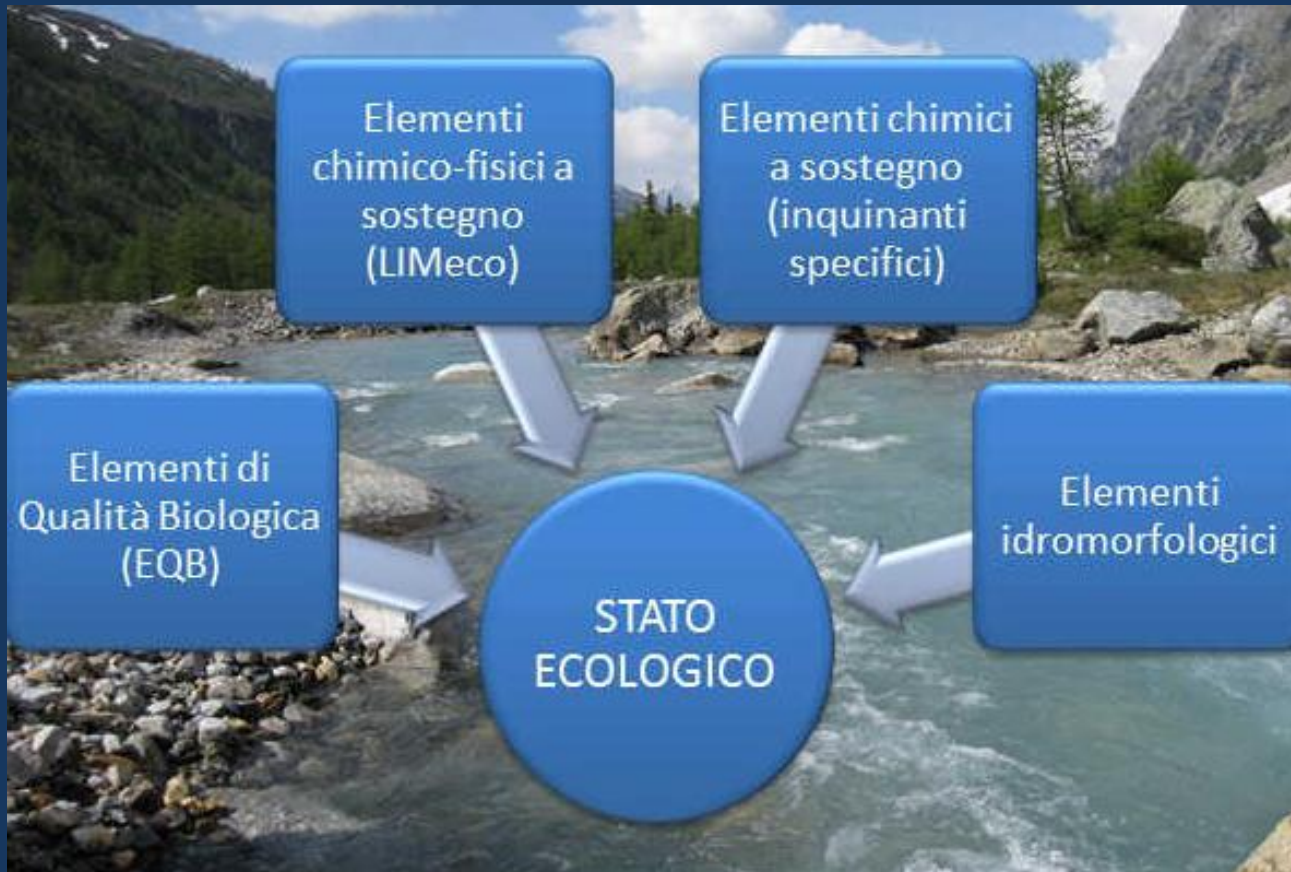 Elementi
chimico-fisici a
sostegno
(LIMeco)
Elementi chimici
a sostegno
(inquinanti
specifici)
Elementi di
Qualità Biologica
(EQB)
Elementi
idromorfologici
STATO
ECOLOGICO